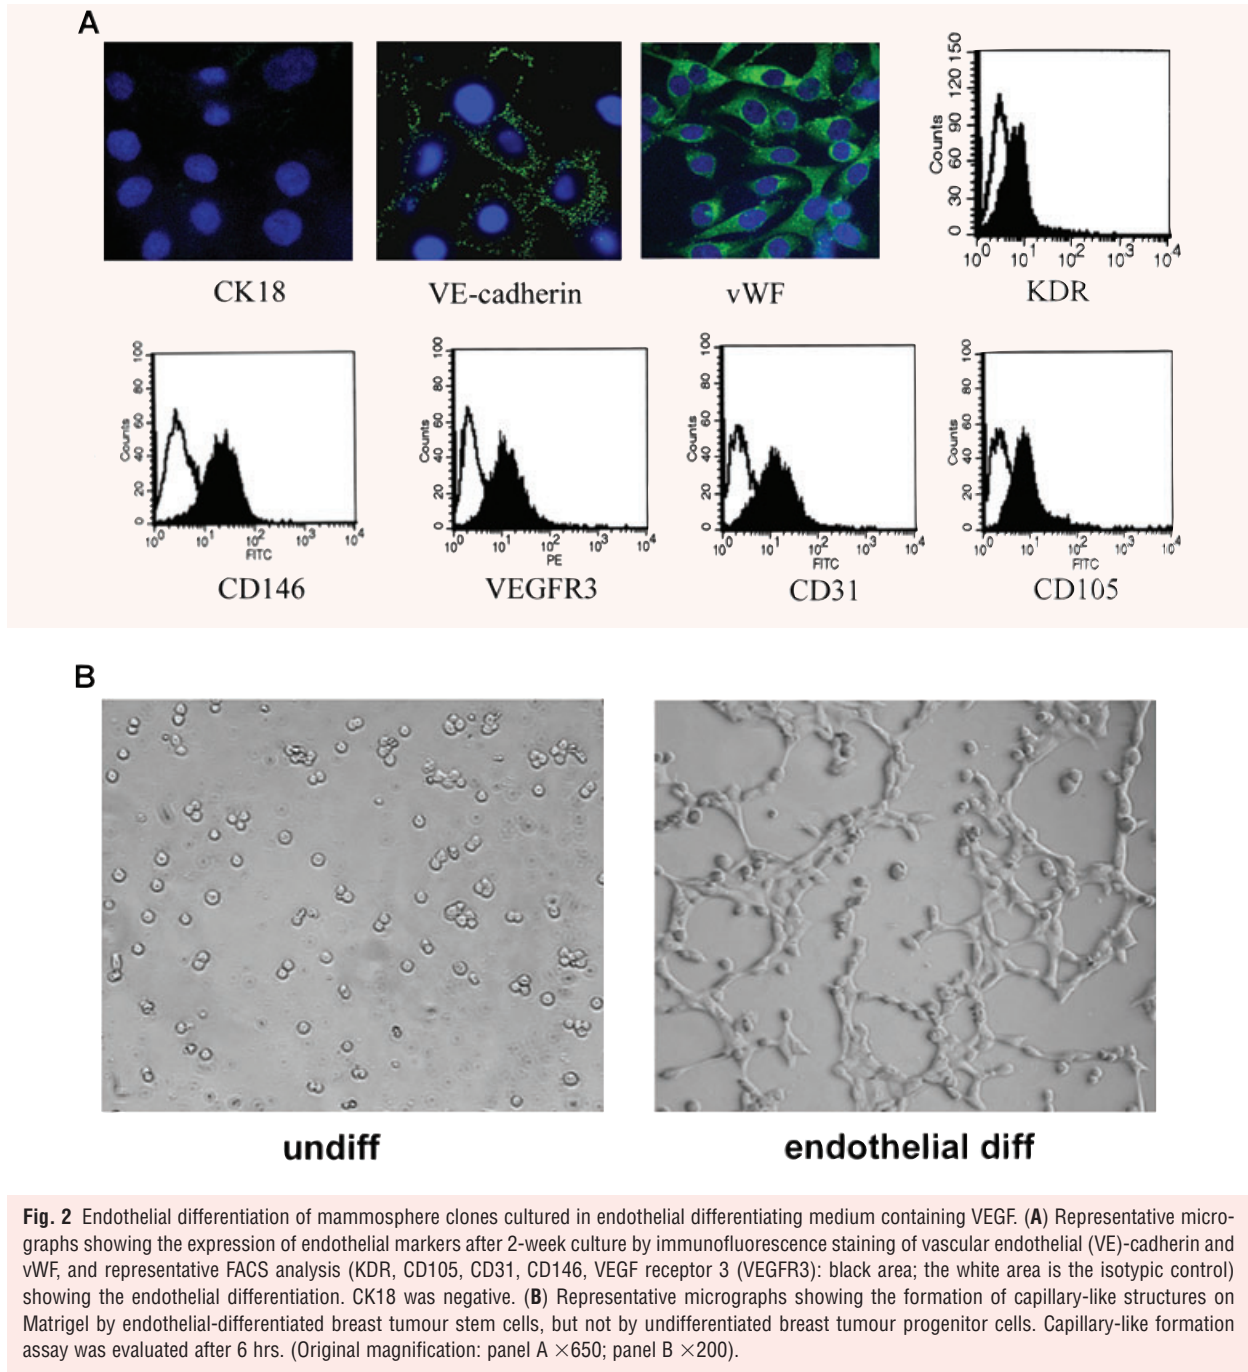 A
150
120
90
60
30
0
Counts
10^0 10^1 10^2 10^3 10^4
CK18 VE-cadherin vWF KDR
100
80
60
40
20
0
Counts
10^0 10^1 10^2 10^3 10^4
FITC
CD146
100
80
60
40
20
0
Counts
10^0 10^1 10^2 10^3 10^4
PE
VEGFR3
100
80
60
40
20
0
Counts
10^0 10^1 10^2 10^3 10^4
FITC
CD31
100
80
60
40
20
0
Counts
10^0 10^1 10^2 10^3 10^4
FITC
CD105
B
undiff endothelial diff
Fig. 2 Endothelial differentiation of mammosphere clones cultured in endothelial differentiating medium containing VEGF. (A) Representative micro-
graphs showing the expression of endothelial markers after 2-week culture by immunofluorescence staining of vascular endothelial (VE)-cadherin and
vWF, and representative FACS analysis (KDR, CD105, CD31, CD146, VEGF receptor 3 (VEGFR3): black area; the white area is the isotypic control)
showing the endothelial differentiation. CK18 was negative. (B) Representative micrographs showing the formation of capillary-like structures on
Matrigel by endothelial-differentiated breast tumour stem cells, but not by undifferentiated breast tumour progenitor cells. Capillary-like formation
assay was evaluated after 6 hrs. (Original magnification: panel A ×650; panel B ×200).